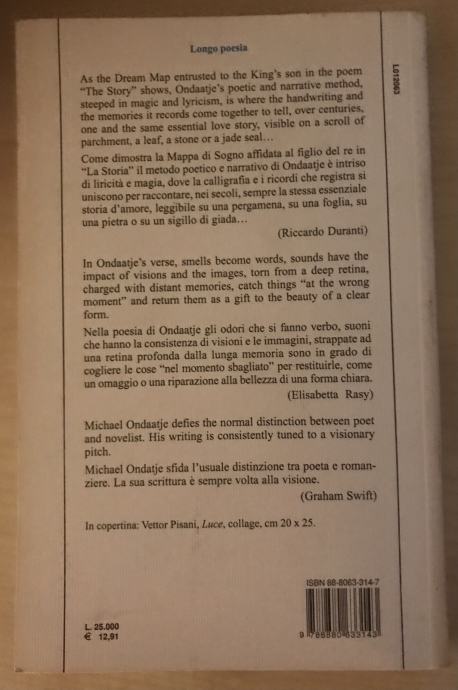 Longo poesia
L012063
As the Dream Map entrusted to the King's son in the poem
"The Story" shows, Ondaatje's poetic and narrative method,
steeped in magic and lyricism, is where the handwriting and
the memories it records come together to tell, over centuries,
one and the same essential love story, visible on a scroll of
parchment, a leaf, a stone or a jade seal…
Come dimostra la Mappa di Sogno affidata al figlio del re in
"La Storia" il metodo poetico e narrativo di Ondaatje è intriso
di liricità e magia, dove la calligrafia e i ricordi che registra si
uniscono per raccontare, nei secoli, sempre la stessa essenziale
storia d'amore, leggibile su una pergamena, su una foglia, su
una pietra o su un sigillo di giada…
(Riccardo Duranti)
In Ondaatje's verse, smells become words, sounds have the
impact of visions and the images, torn from a deep retina,
charged with distant memories, catch things "at the wrong
moment" and return them as a gift to the beauty of a clear
form.
Nella poesia di Ondaatje gli odori che si fanno verbo, suoni
che hanno la consistenza di visioni e le immagini, strappate ad
una retina profonda dalla lunga memoria sono in grado di
cogliere le cose "nel momento sbagliato" per restituirle, come
un omaggio o una riparazione alla bellezza di una forma chiara.
(Elisabetta Rasy)
Michael Ondaatje defies the normal distinction between poet
and novelist. His writing is consistently tuned to a visionary
pitch.
Michael Ondatje sfida l'usuale distinzione tra poeta e roman-
ziere. La sua scrittura è sempre volta alla visione.
(Graham Swift)
In copertina: Vettor Pisani, Luce, collage, cm 20 x 25.
ISBN 88-8063-314-7
L. 25.000
€ 12,91
9 788880 633143